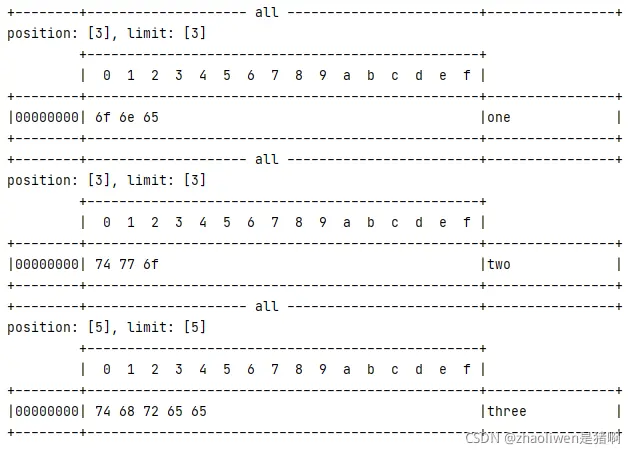 +--------+-------------------- all ------------------------+----------------+
position: [3], limit: [3]
         +-------------------------------------------------+
         |  0  1  2  3  4  5  6  7  8  9  a  b  c  d  e  f |
+--------+-------------------------------------------------+----------------+
|00000000| 6f 6e 65                                        |one             |
+--------+-------------------------------------------------+----------------+
+--------+-------------------- all ------------------------+----------------+
position: [3], limit: [3]
         +-------------------------------------------------+
         |  0  1  2  3  4  5  6  7  8  9  a  b  c  d  e  f |
+--------+-------------------------------------------------+----------------+
|00000000| 74 77 6f                                        |two             |
+--------+-------------------------------------------------+----------------+
+--------+-------------------- all ------------------------+----------------+
position: [5], limit: [5]
         +-------------------------------------------------+
         |  0  1  2  3  4  5  6  7  8  9  a  b  c  d  e  f |
+--------+-------------------------------------------------+----------------+
|00000000| 74 68 72 65 65                                  |three           |
+--------+-------------------------------------------------+----------------+
CSDN @zhaoliwen是猪啊